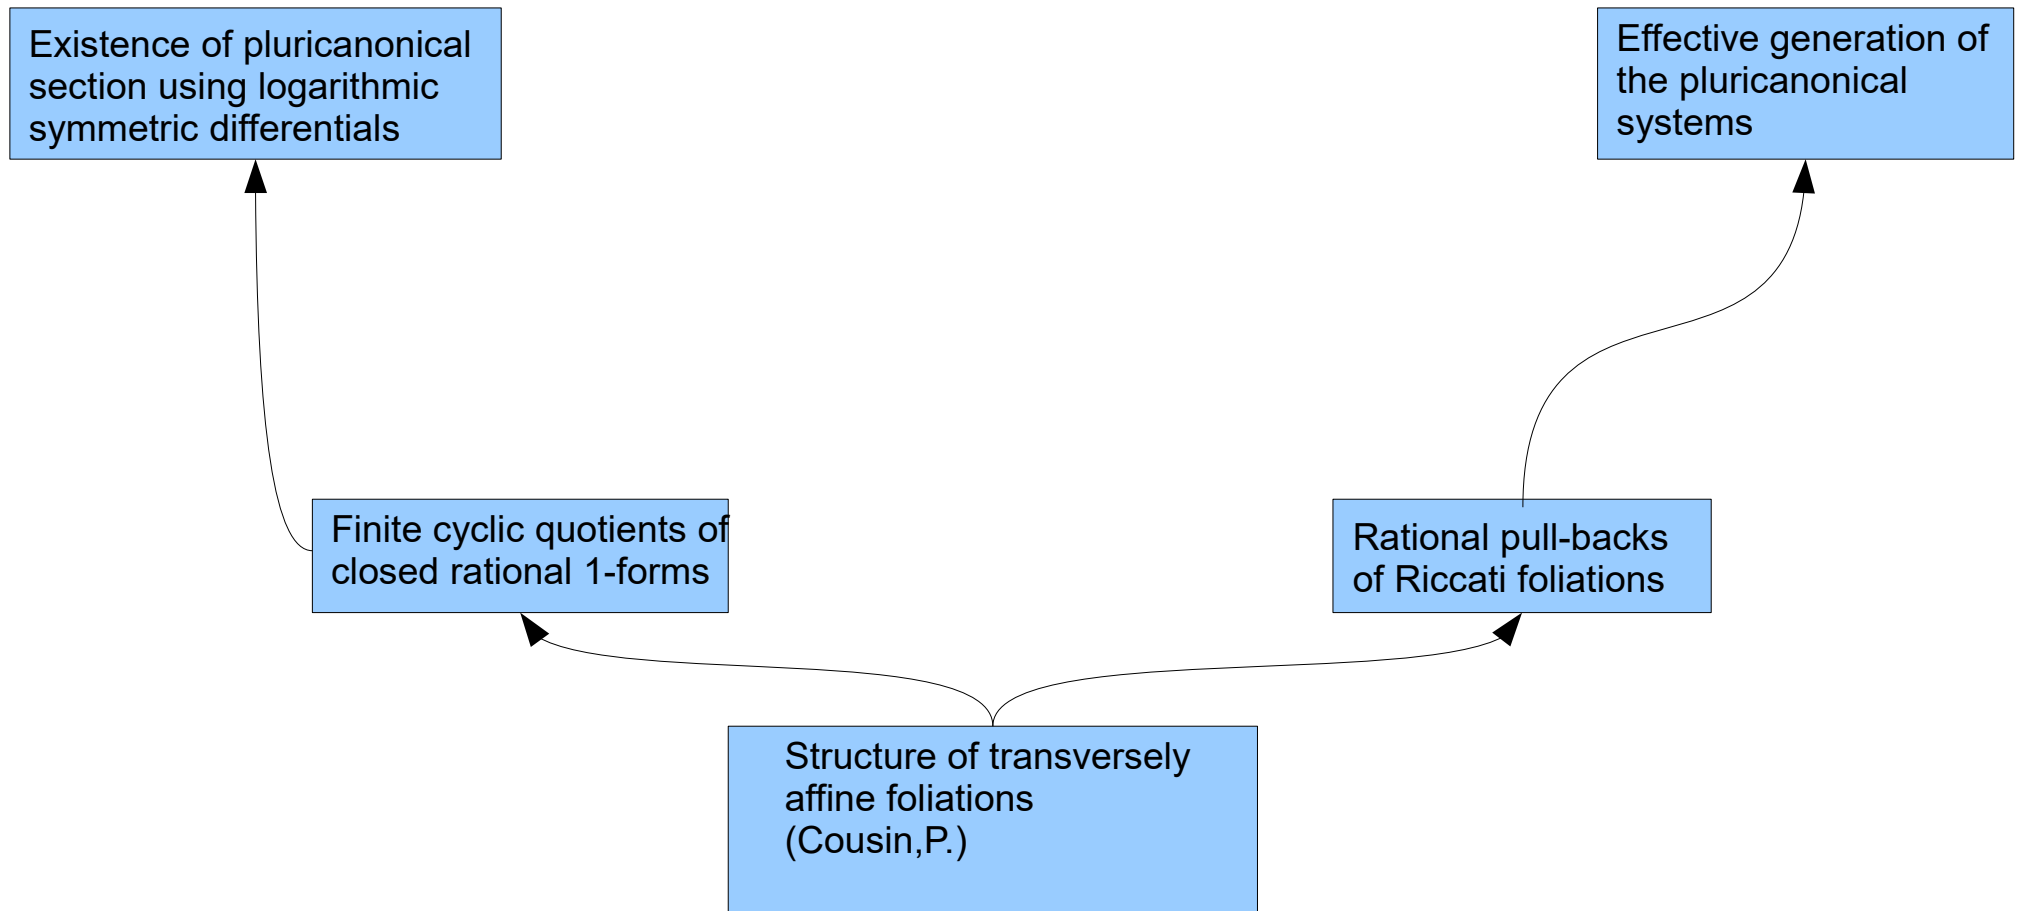 Existence of pluricanonical
section using logarithmic
symmetric differentials
Effective generation of
the pluricanonical
systems
Finite cyclic quotients of
closed rational 1-forms
Rational pull-backs
of Riccati foliations
Structure of transversely
affine foliations
(Cousin,P.)